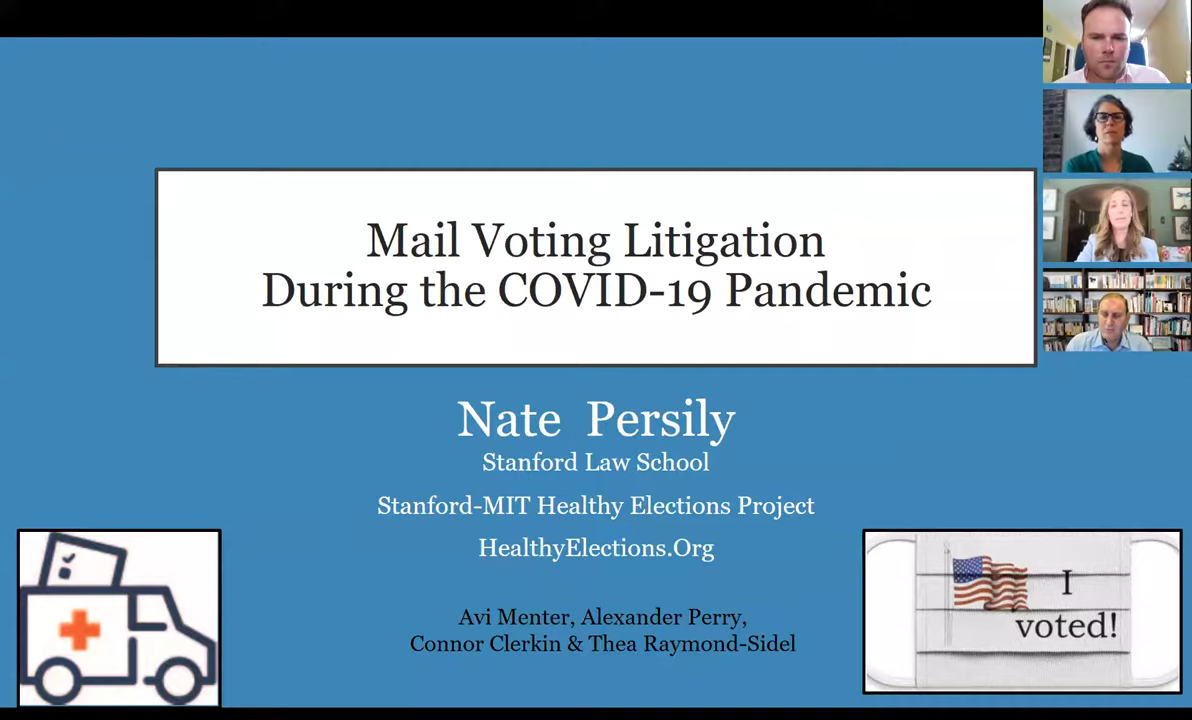 Mail Voting Litigation
During the COVID-19 Pandemic
Nate Persily
Stanford Law School
Stanford-MIT Healthy Elections Project
HealthyElections.Org
Avi Menter, Alexander Perry,
Connor Clerkin & Thea Raymond-Sidel
I
voted!